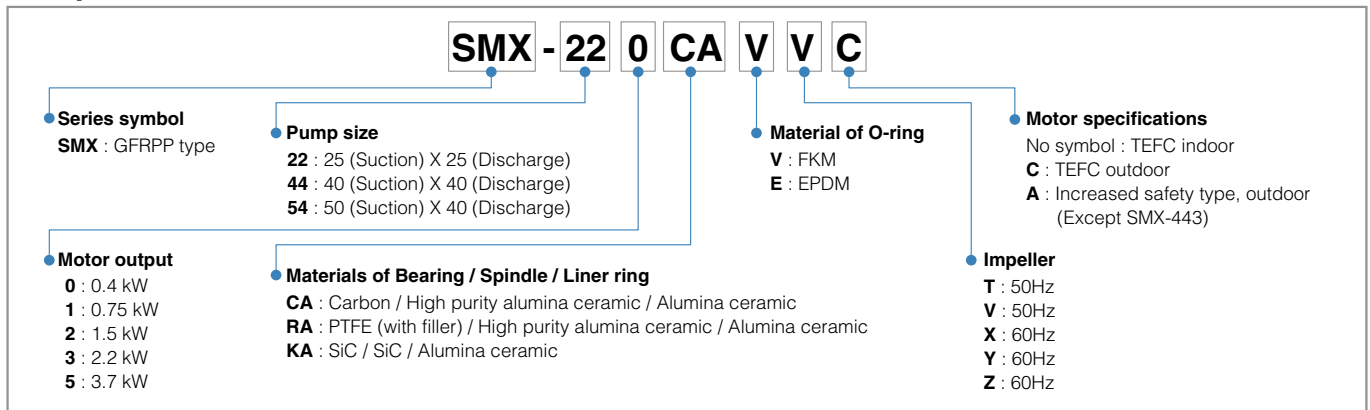 SMX - 22 0 CA V V C
Series symbol
SMX : GFRPP type
Pump size
22 : 25 (Suction) X 25 (Discharge)
44 : 40 (Suction) X 40 (Discharge)
54 : 50 (Suction) X 40 (Discharge)
Material of O-ring
V : FKM
E : EPDM
Motor specifications
No symbol : TEFC indoor
C : TEFC outdoor
A : Increased safety type, outdoor
(Except SMX-443)
Motor output
0 : 0.4 kW
1 : 0.75 kW
2 : 1.5 kW
3 : 2.2 kW
5 : 3.7 kW
Materials of Bearing / Spindle / Liner ring
CA : Carbon / High purity alumina ceramic / Alumina ceramic
RA : PTFE (with filler) / High purity alumina ceramic / Alumina ceramic
KA : SiC / SiC / Alumina ceramic
Impeller
T : 50Hz
V : 50Hz
X : 60Hz
Y : 60Hz
Z : 60Hz